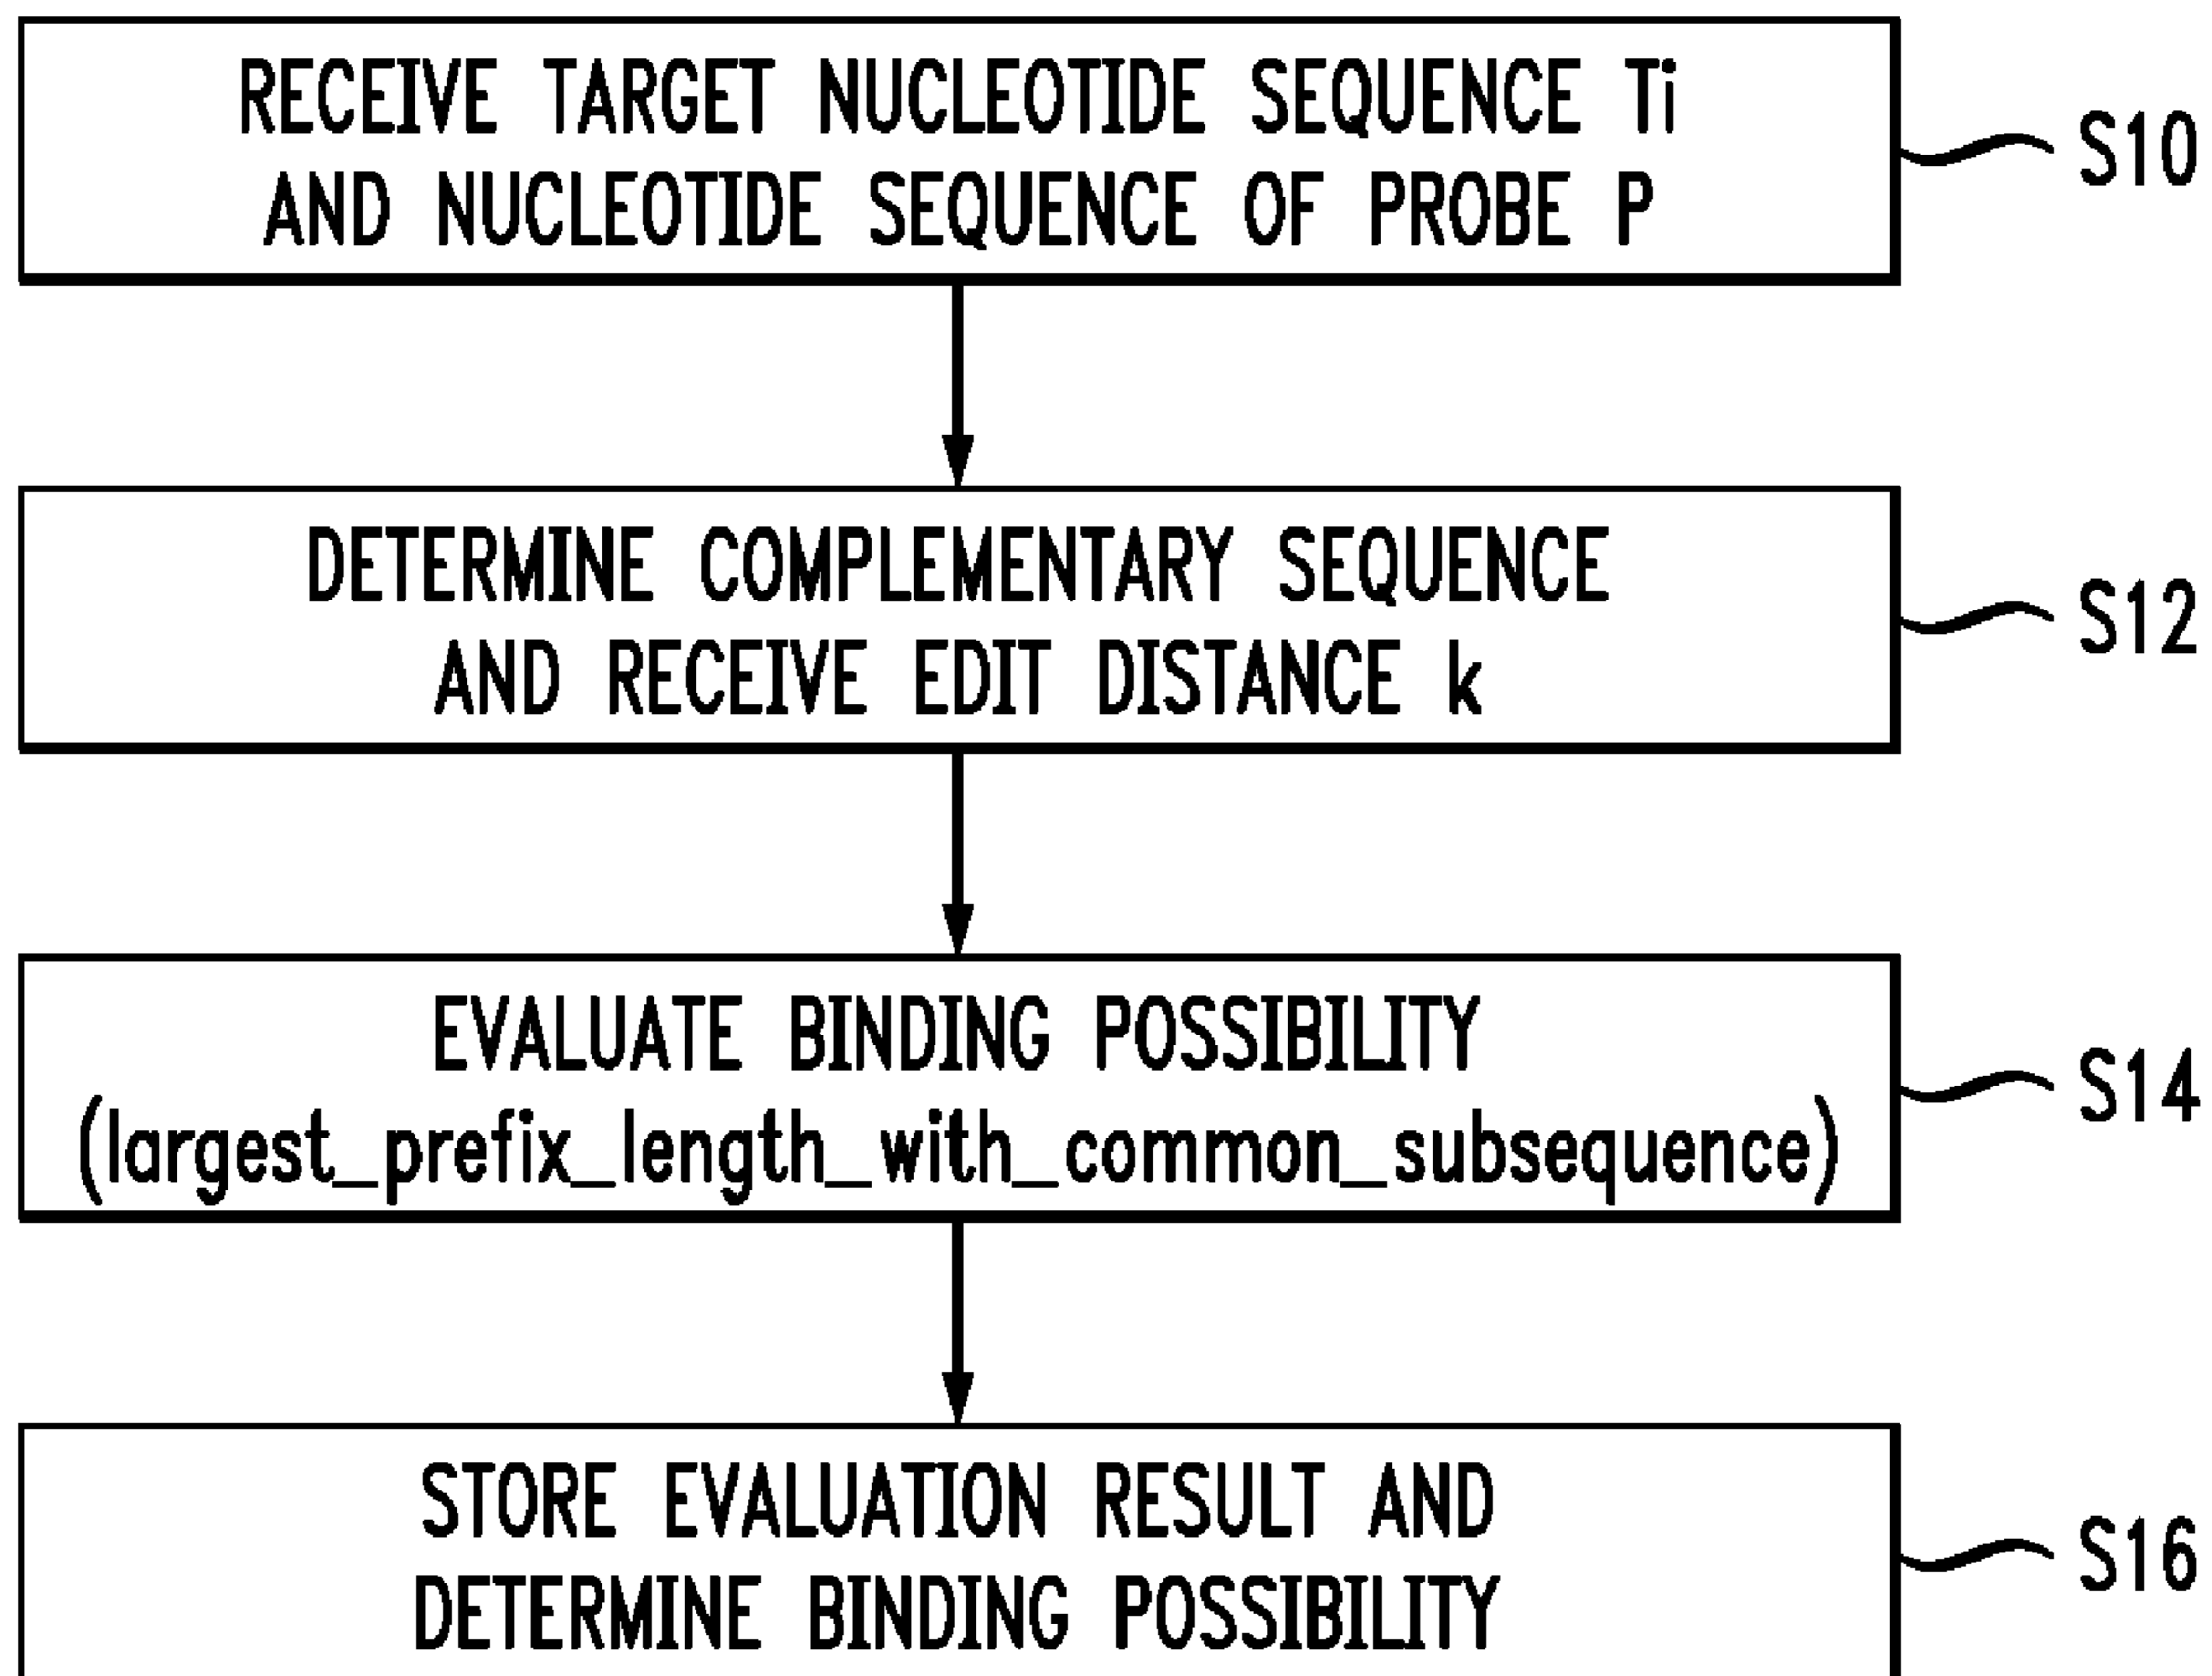 RECEIVE TARGET NUCLEOTIDE SEQUENCE Ti
AND NUCLEOTIDE SEQUENCE OF PROBE P
S10
DETERMINE COMPLEMENTARY SEQUENCE
AND RECEIVE EDIT DISTANCE k
S12
EVALUATE BINDING POSSIBILITY
(largest_prefix_length_with_common_subsequence)
S14
STORE EVALUATION RESULT AND
DETERMINE BINDING POSSIBILITY
S16